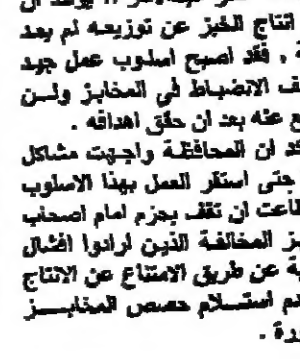 انتاج الخبز عن توزيعه لم يعد
، فقد اصبح اسلوب عمل جيد
الانضباط في المخابز ولن
عنه بعد ان حقق اهدافه .
ان المحافظة واجهت مشاكل
حتى استقر العمل بهذا الاسلوب
ان تقف بحزم امام اصحاب
المخالفة الذين ارادوا افشال
عن طريق الامتناع عن الانتاج
استلام حصص المخابز